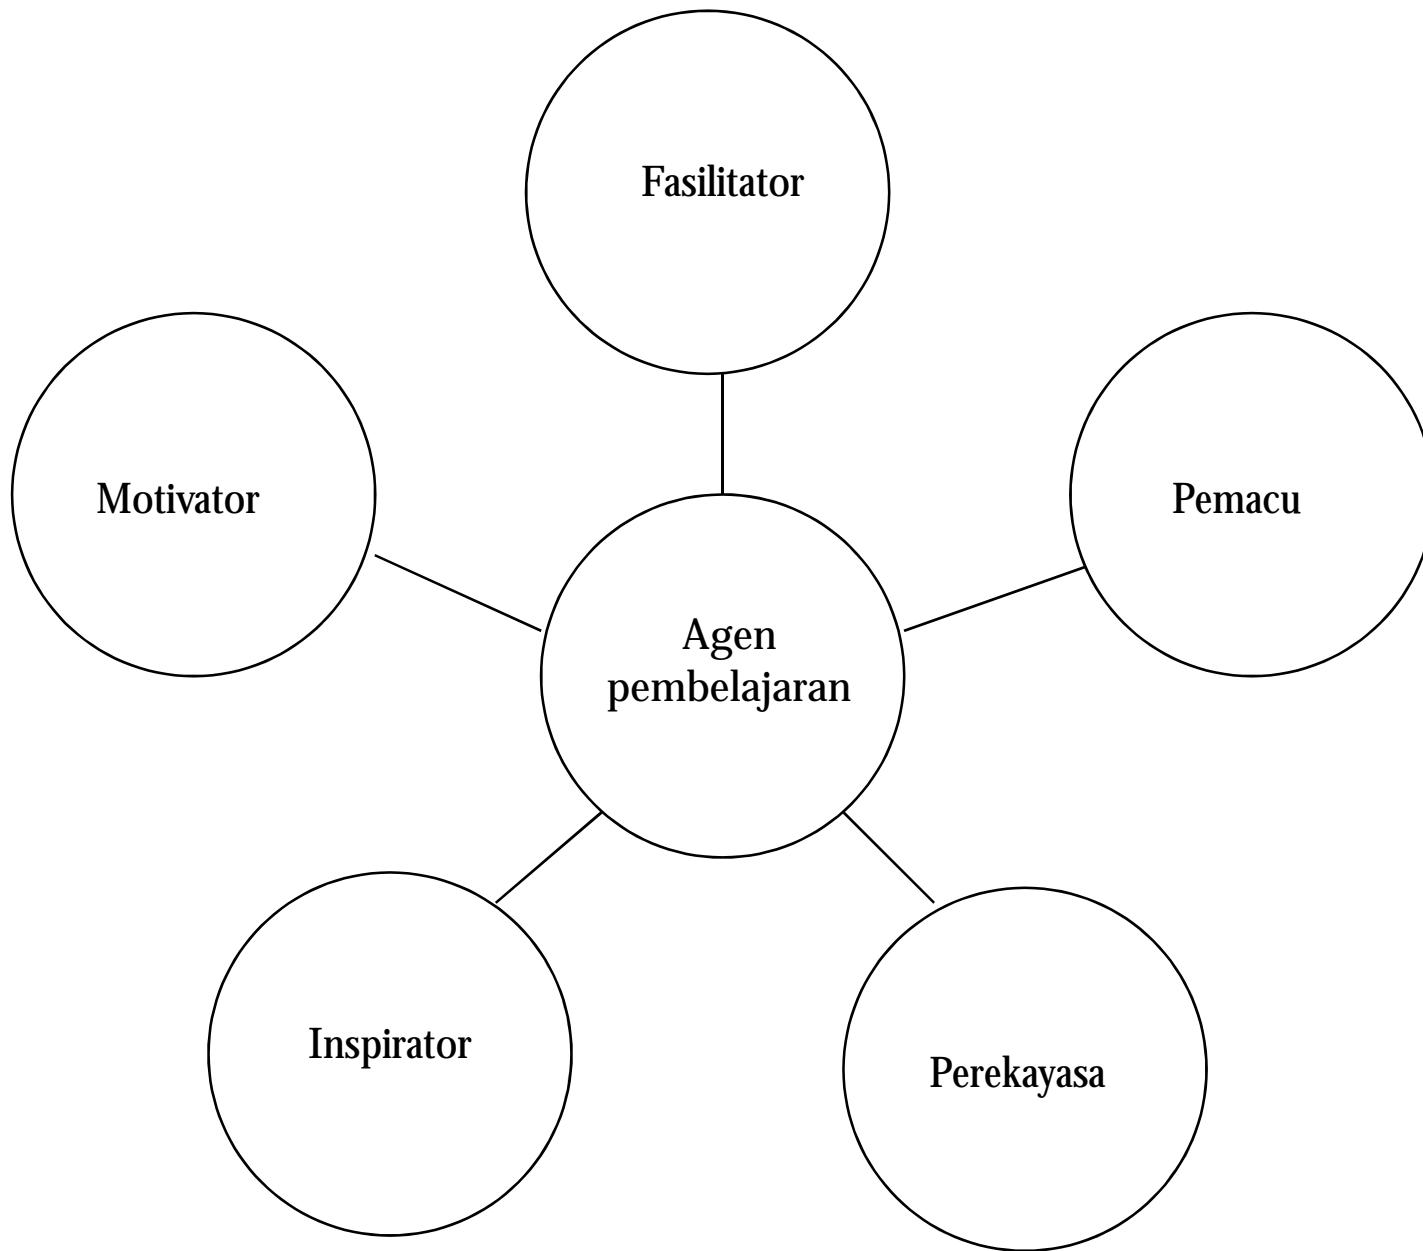 Fasilitator
Motivator
Pemacu
Agen
pembelajaran
Inspirator
Perekayasa